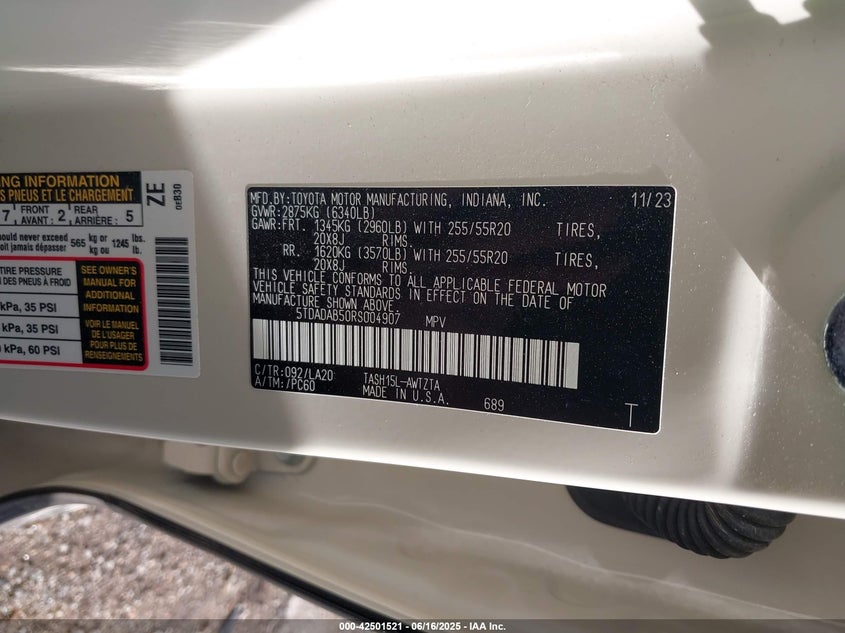 NG INFORMATION
S PNEUS ET LE CHARGEMENT
7 FRONT AVANT: 2 REAR ARRIÈRE: 5
hould never exceed 565 kg or 1245 lbs.
oit jamais dépasser kg ou lb.
TIRE PRESSURE
DES PNEUS À FROID
kPa, 35 PSI
kPa, 35 PSI
kPa, 60 PSI
SEE OWNER'S
MANUAL FOR
ADDITIONAL
INFORMATION
VOIR LE MANUEL
DE L'USAGER
POUR PLUS DE
RENSEIGNEMENTS
ZE
0EB30
MFD.BY:TOYOTA MOTOR MANUFACTURING, INDIANA, INC. 11/23
GVWR:2875KG (6340LB)
GAWR:FRT. 1345KG (2960LB) WITH 255/55R20 TIRES,
20X8J RIMS.
RR. 1620KG (3570LB) WITH 255/55R20 TIRES,
20X8J RIMS.
THIS VEHICLE CONFORMS TO ALL APPLICABLE FEDERAL MOTOR
VEHICLE SAFETY STANDARDS IN EFFECT ON THE DATE OF
MANUFACTURE SHOWN ABOVE
5TDADAB50RS004907 MPV
C/TR:092/LA20 TASH15L-AWTZTA
A/TM:/PC60 MADE IN U.S.A. 689
T
000-42501521 - 06/16/2025 - IAA Inc.